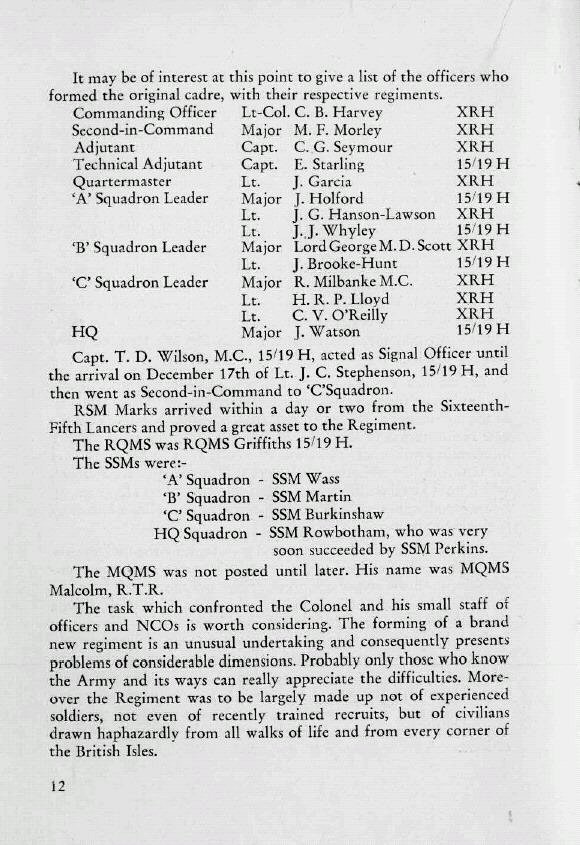 It may be of interest at this point to give a list of the officers who
formed the original cadre, with their respective regiments.
Commanding Officer Lt-Col. C. B. Harvey XRH
Second-in-Command Major M. F. Morley XRH
Adjutant Capt. C. G. Seymour XRH
Technical Adjutant Capt. E. Starling 15/19 H
Quartermaster Lt. J. Garcia XRH
'A' Squadron Leader Major J. Holford 15/19 H
Lt. J. G. Hanson-Lawson XRH
Lt. J. J. Whyley 15/19 H
'B' Squadron Leader Major Lord George M. D. Scott XRH
Lt. J. Brooke-Hunt 15/19 H
'C' Squadron Leader Major R. Milbanke M.C. XRH
Lt. H. R. P. Lloyd XRH
Lt. C. V. O'Reilly XRH
HQ Major J. Watson 15/19 H
Capt. T. D. Wilson, M.C., 15/19 H, acted as Signal Officer until
the arrival on December 17th of Lt. J. C. Stephenson, 15/19 H, and
then went as Second-in-Command to 'C'Squadron.
RSM Marks arrived within a day or two from the Sixteenth-
Fifth Lancers and proved a great asset to the Regiment.
The RQMS was RQMS Griffiths 15/19 H.
The SSMs were:-
'A' Squadron - SSM Wass
'B' Squadron - SSM Martin
'C' Squadron - SSM Burkinshaw
HQ Squadron - SSM Rowbotham, who was very
soon succeeded by SSM Perkins.
The MQMS was not posted until later. His name was MQMS
Malcolm, R.T.R.
The task which confronted the Colonel and his small staff of
officers and NCOs is worth considering. The forming of a brand
new regiment is an unusual undertaking and consequently presents
problems of considerable dimensions. Probably only those who know
the Army and its ways can really appreciate the difficulties. More-
over the Regiment was to be largely made up not of experienced
soldiers, not even of recently trained recruits, but of civilians
drawn haphazardly from all walks of life and from every corner of
the British Isles.
12